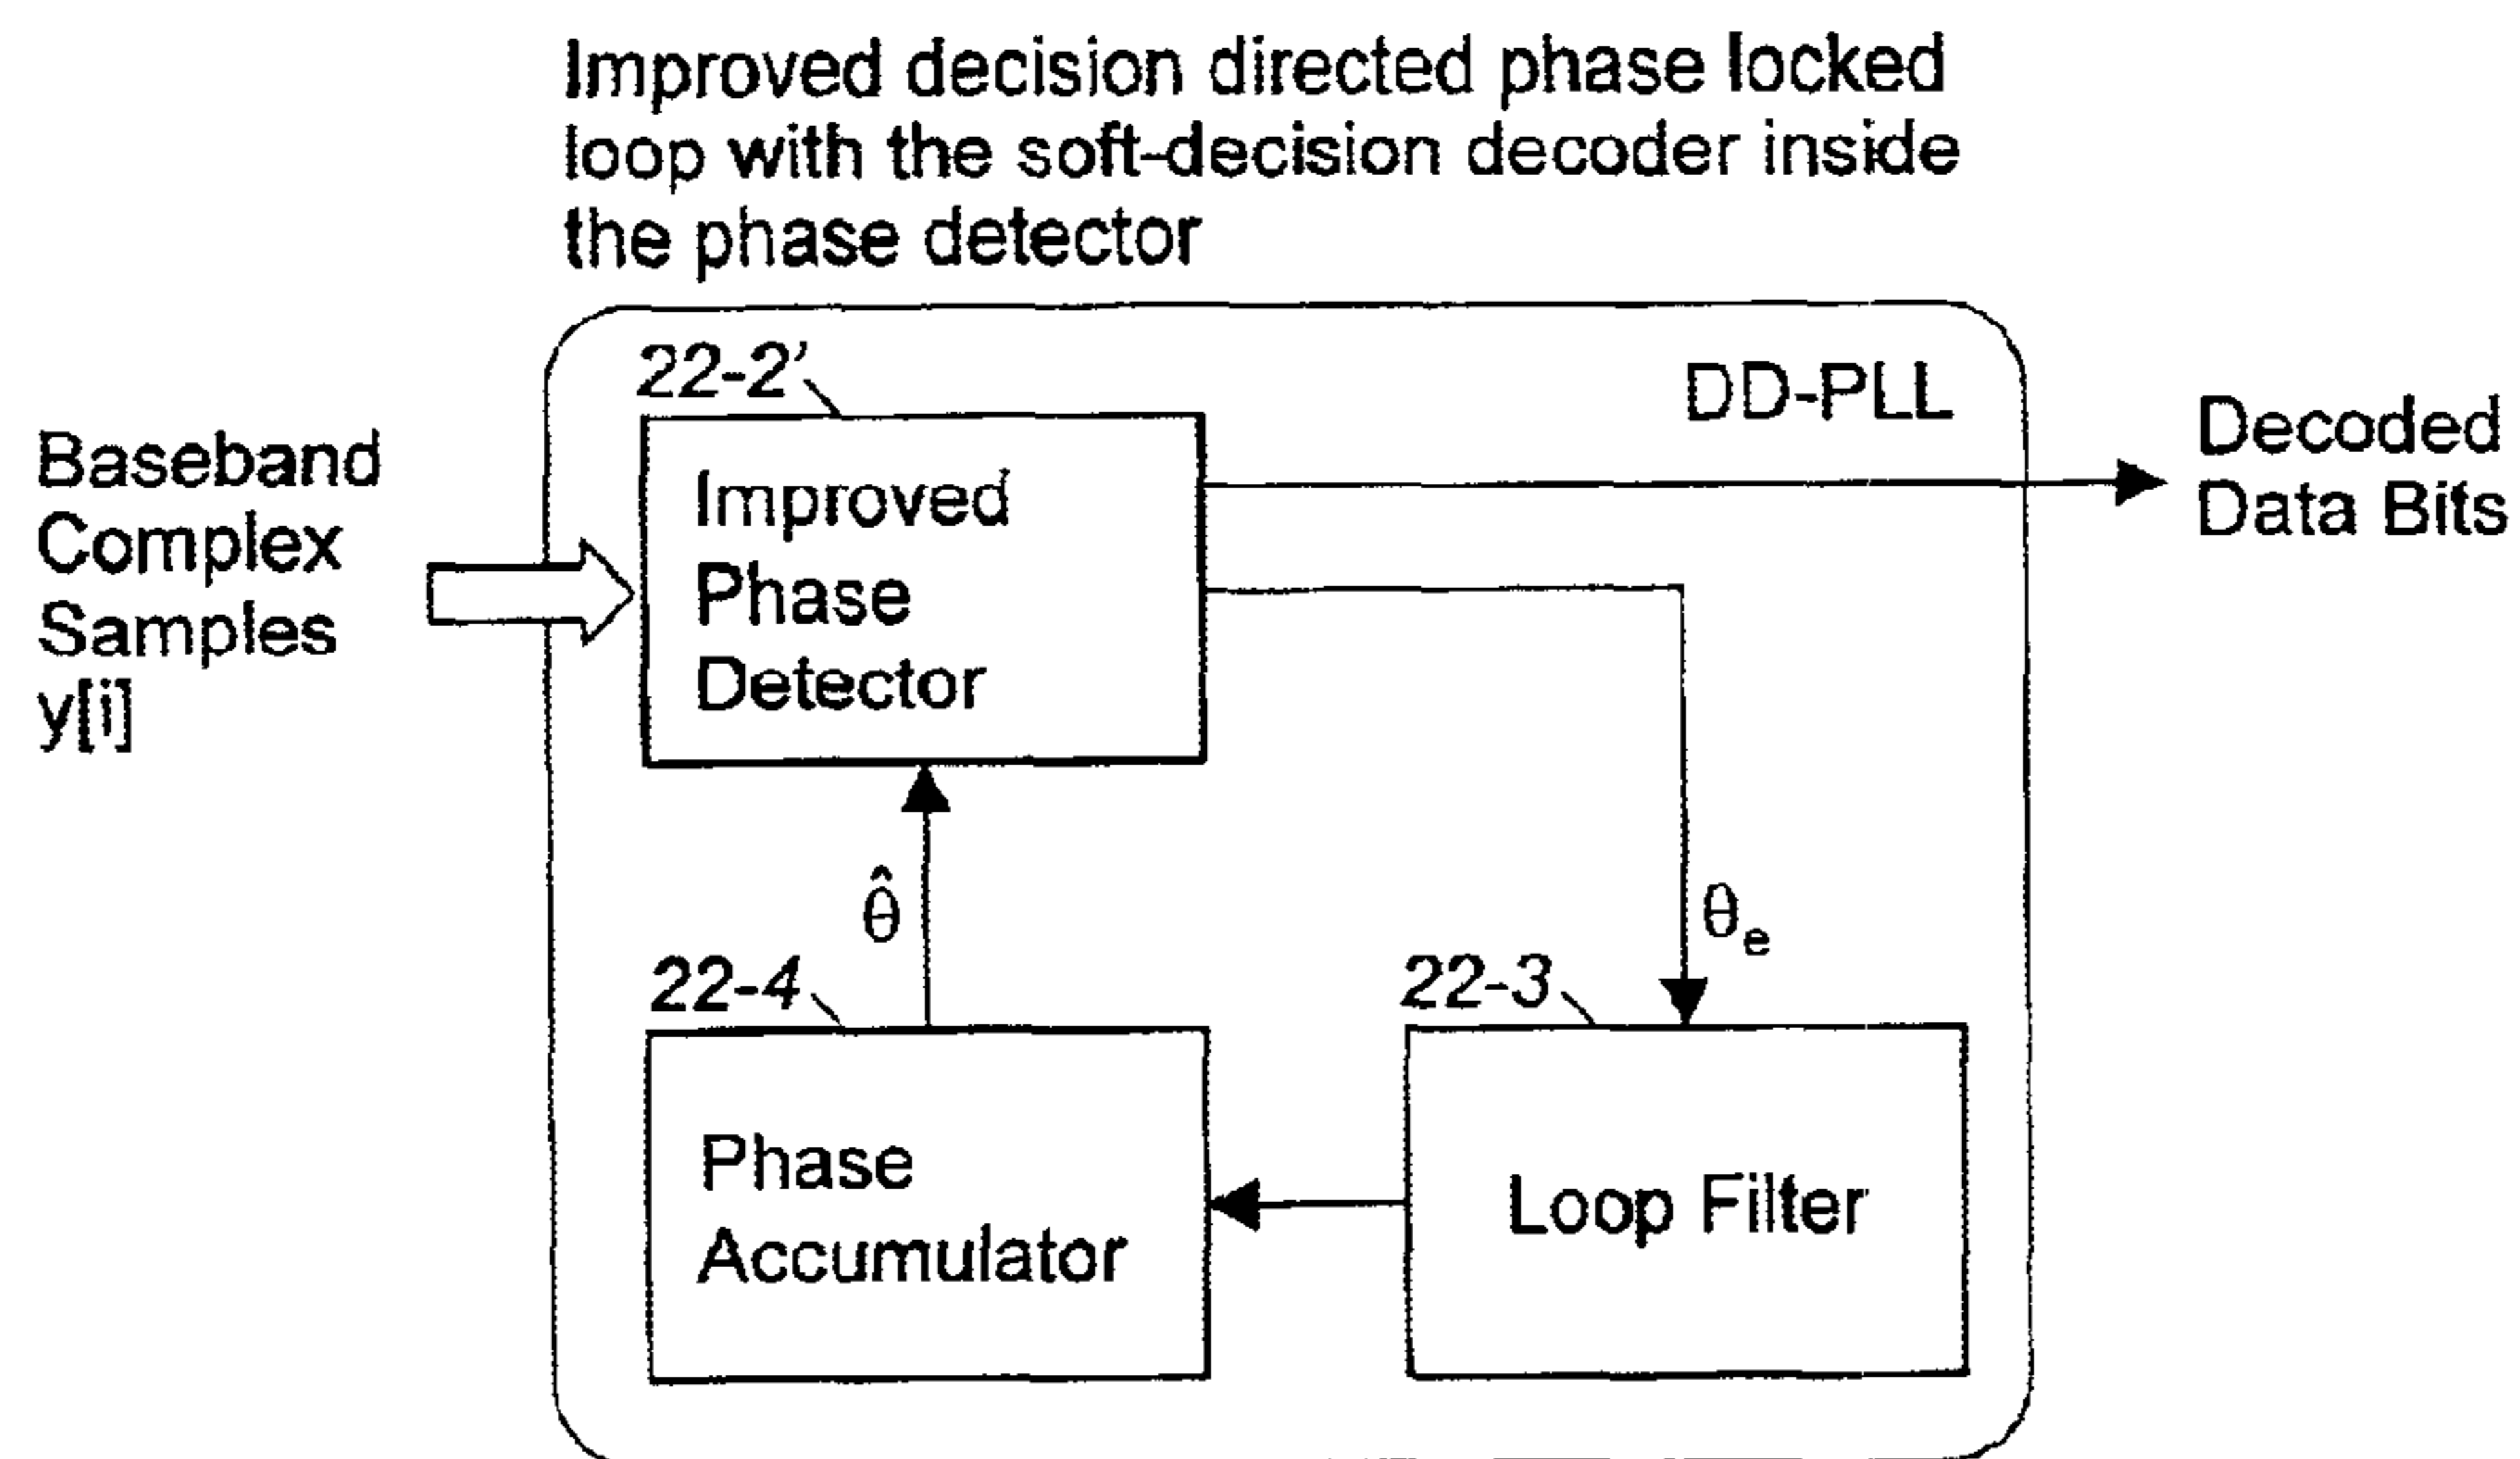 Improved decision directed phase locked
loop with the soft-decision decoder inside
the phase detector
22-2'
DD-PLL
Baseband
Complex
Samples
y[i]
Improved
Phase
Detector
Decoded
Data Bits
θ̂
θₑ
22-4
22-3
Phase
Accumulator
Loop Filter